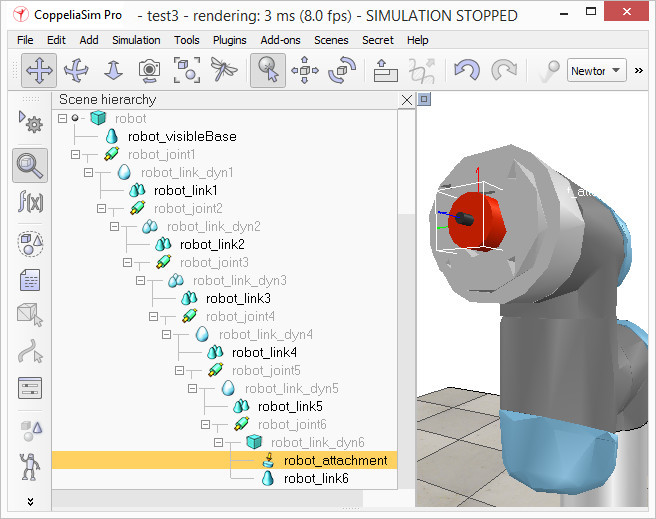 CoppeliaSim Pro - test3 - rendering: 3 ms (8.0 fps) - SIMULATION STOPPED
File Edit Add Simulation Tools Plugins Add-ons Scenes Secret Help
Newton
Scene hierarchy
robot
robot_visibleBase
robot_joint1
robot_link_dyn1
robot_link1
robot_joint2
robot_link_dyn2
robot_link2
robot_joint3
robot_link_dyn3
robot_link3
robot_joint4
robot_link_dyn4
robot_link4
robot_joint5
robot_link_dyn5
robot_link5
robot_joint6
robot_link_dyn6
robot_attachment
robot_link6
f(x)